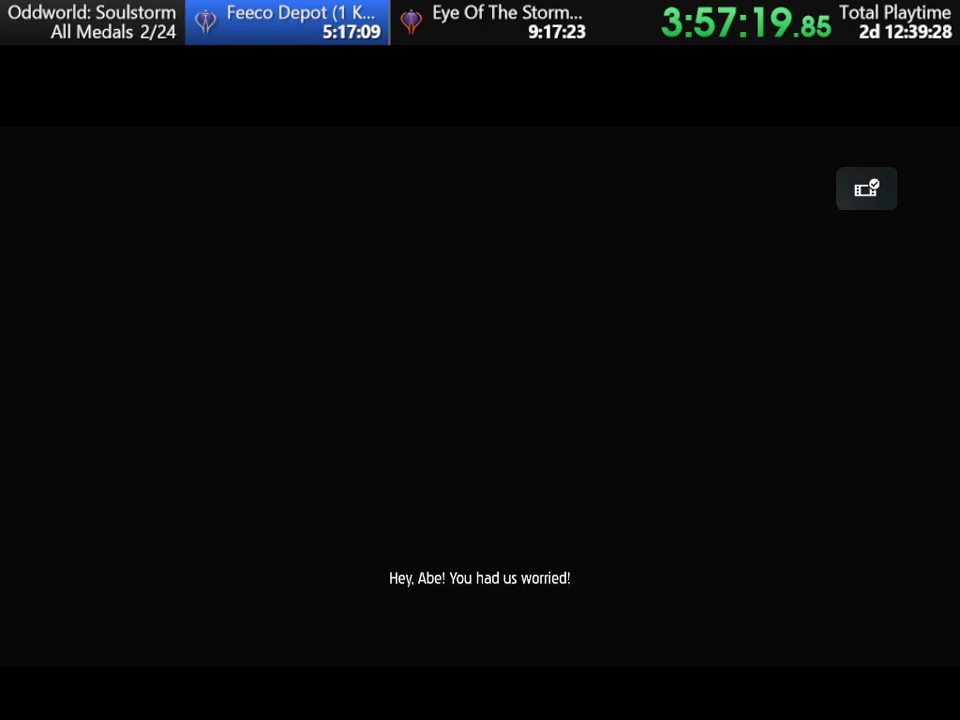 Oddworld: Soulstorm
All Medals 2/24
Feeco Depot (1 K...
5:17:09
Eye Of The Storm...
9:17:23
3:57:19.85
Total Playtime
2d 12:39:28
Hey, Abe! You had us worried!